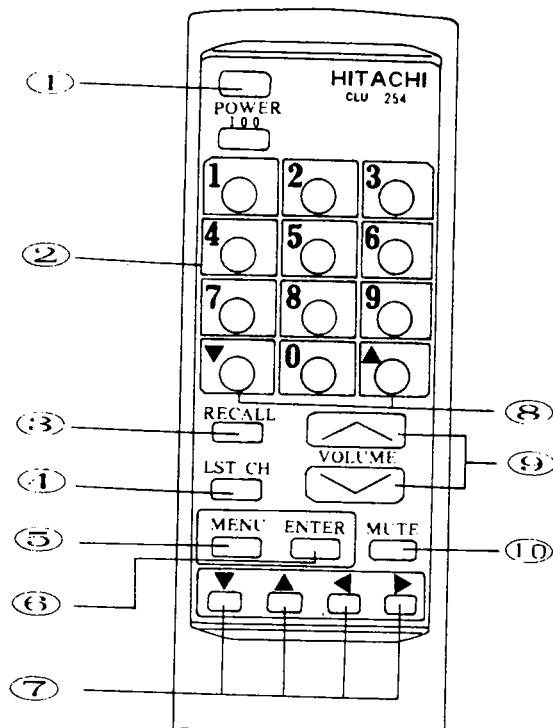 ① HITACHI
CLU 254
POWER
100
1 2 3
② 4 5 6
7 8 9
▼ 0 ▲
⑧
③ RECALL
VOLUME ⑨
④ LST CH
⑤ MENU ENTER MUTE ⑩
⑥ ▼ ▲ ◀ ▶
⑦